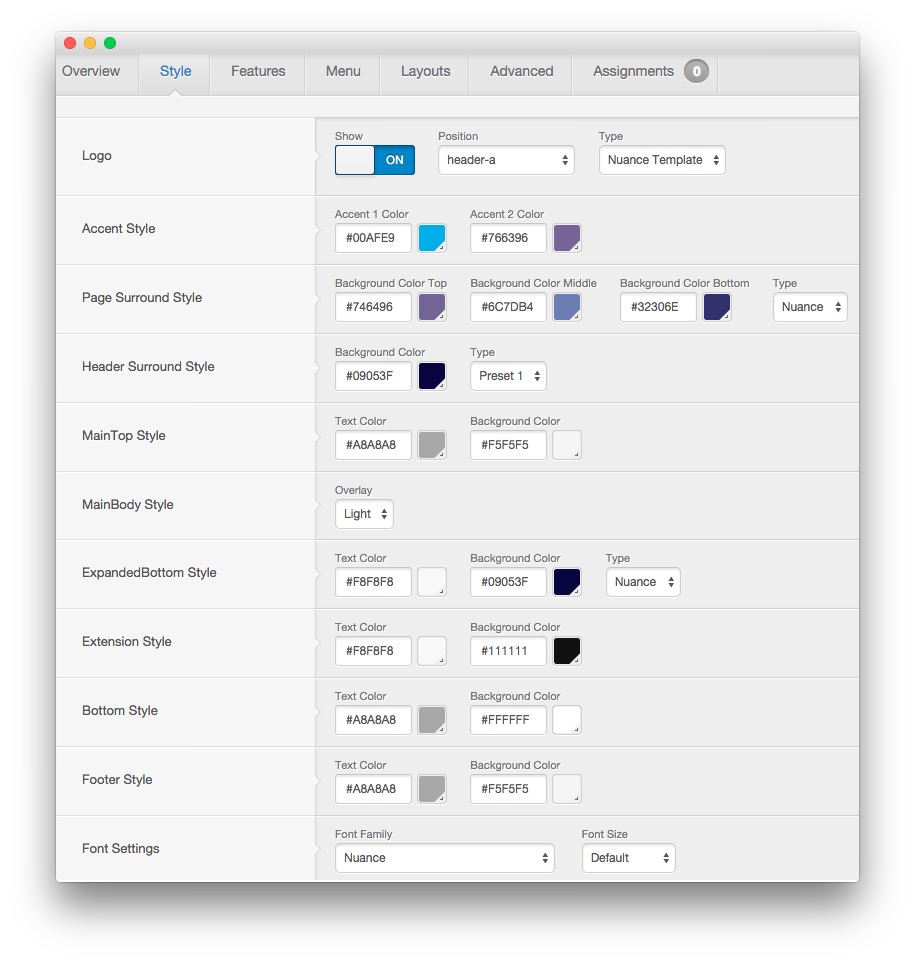 Overview Style Features Menu Layouts Advanced Assignments 0
Show Position Type
Logo ON header-a Nuance Template
Accent 1 Color Accent 2 Color
Accent Style #00AFE9 #766396
Background Color Top Background Color Middle Background Color Bottom Type
Page Surround Style #746496 #6C7DB4 #32306E Nuance
Background Color Type
Header Surround Style #09053F Preset 1
Text Color Background Color
MainTop Style #A8A8A8 #F5F5F5
Overlay
MainBody Style Light
Text Color Background Color Type
ExpandedBottom Style #F8F8F8 #09053F Nuance
Text Color Background Color
Extension Style #F8F8F8 #111111
Text Color Background Color
Bottom Style #A8A8A8 #FFFFFF
Text Color Background Color
Footer Style #A8A8A8 #F5F5F5
Font Family Font Size
Font Settings Nuance Default